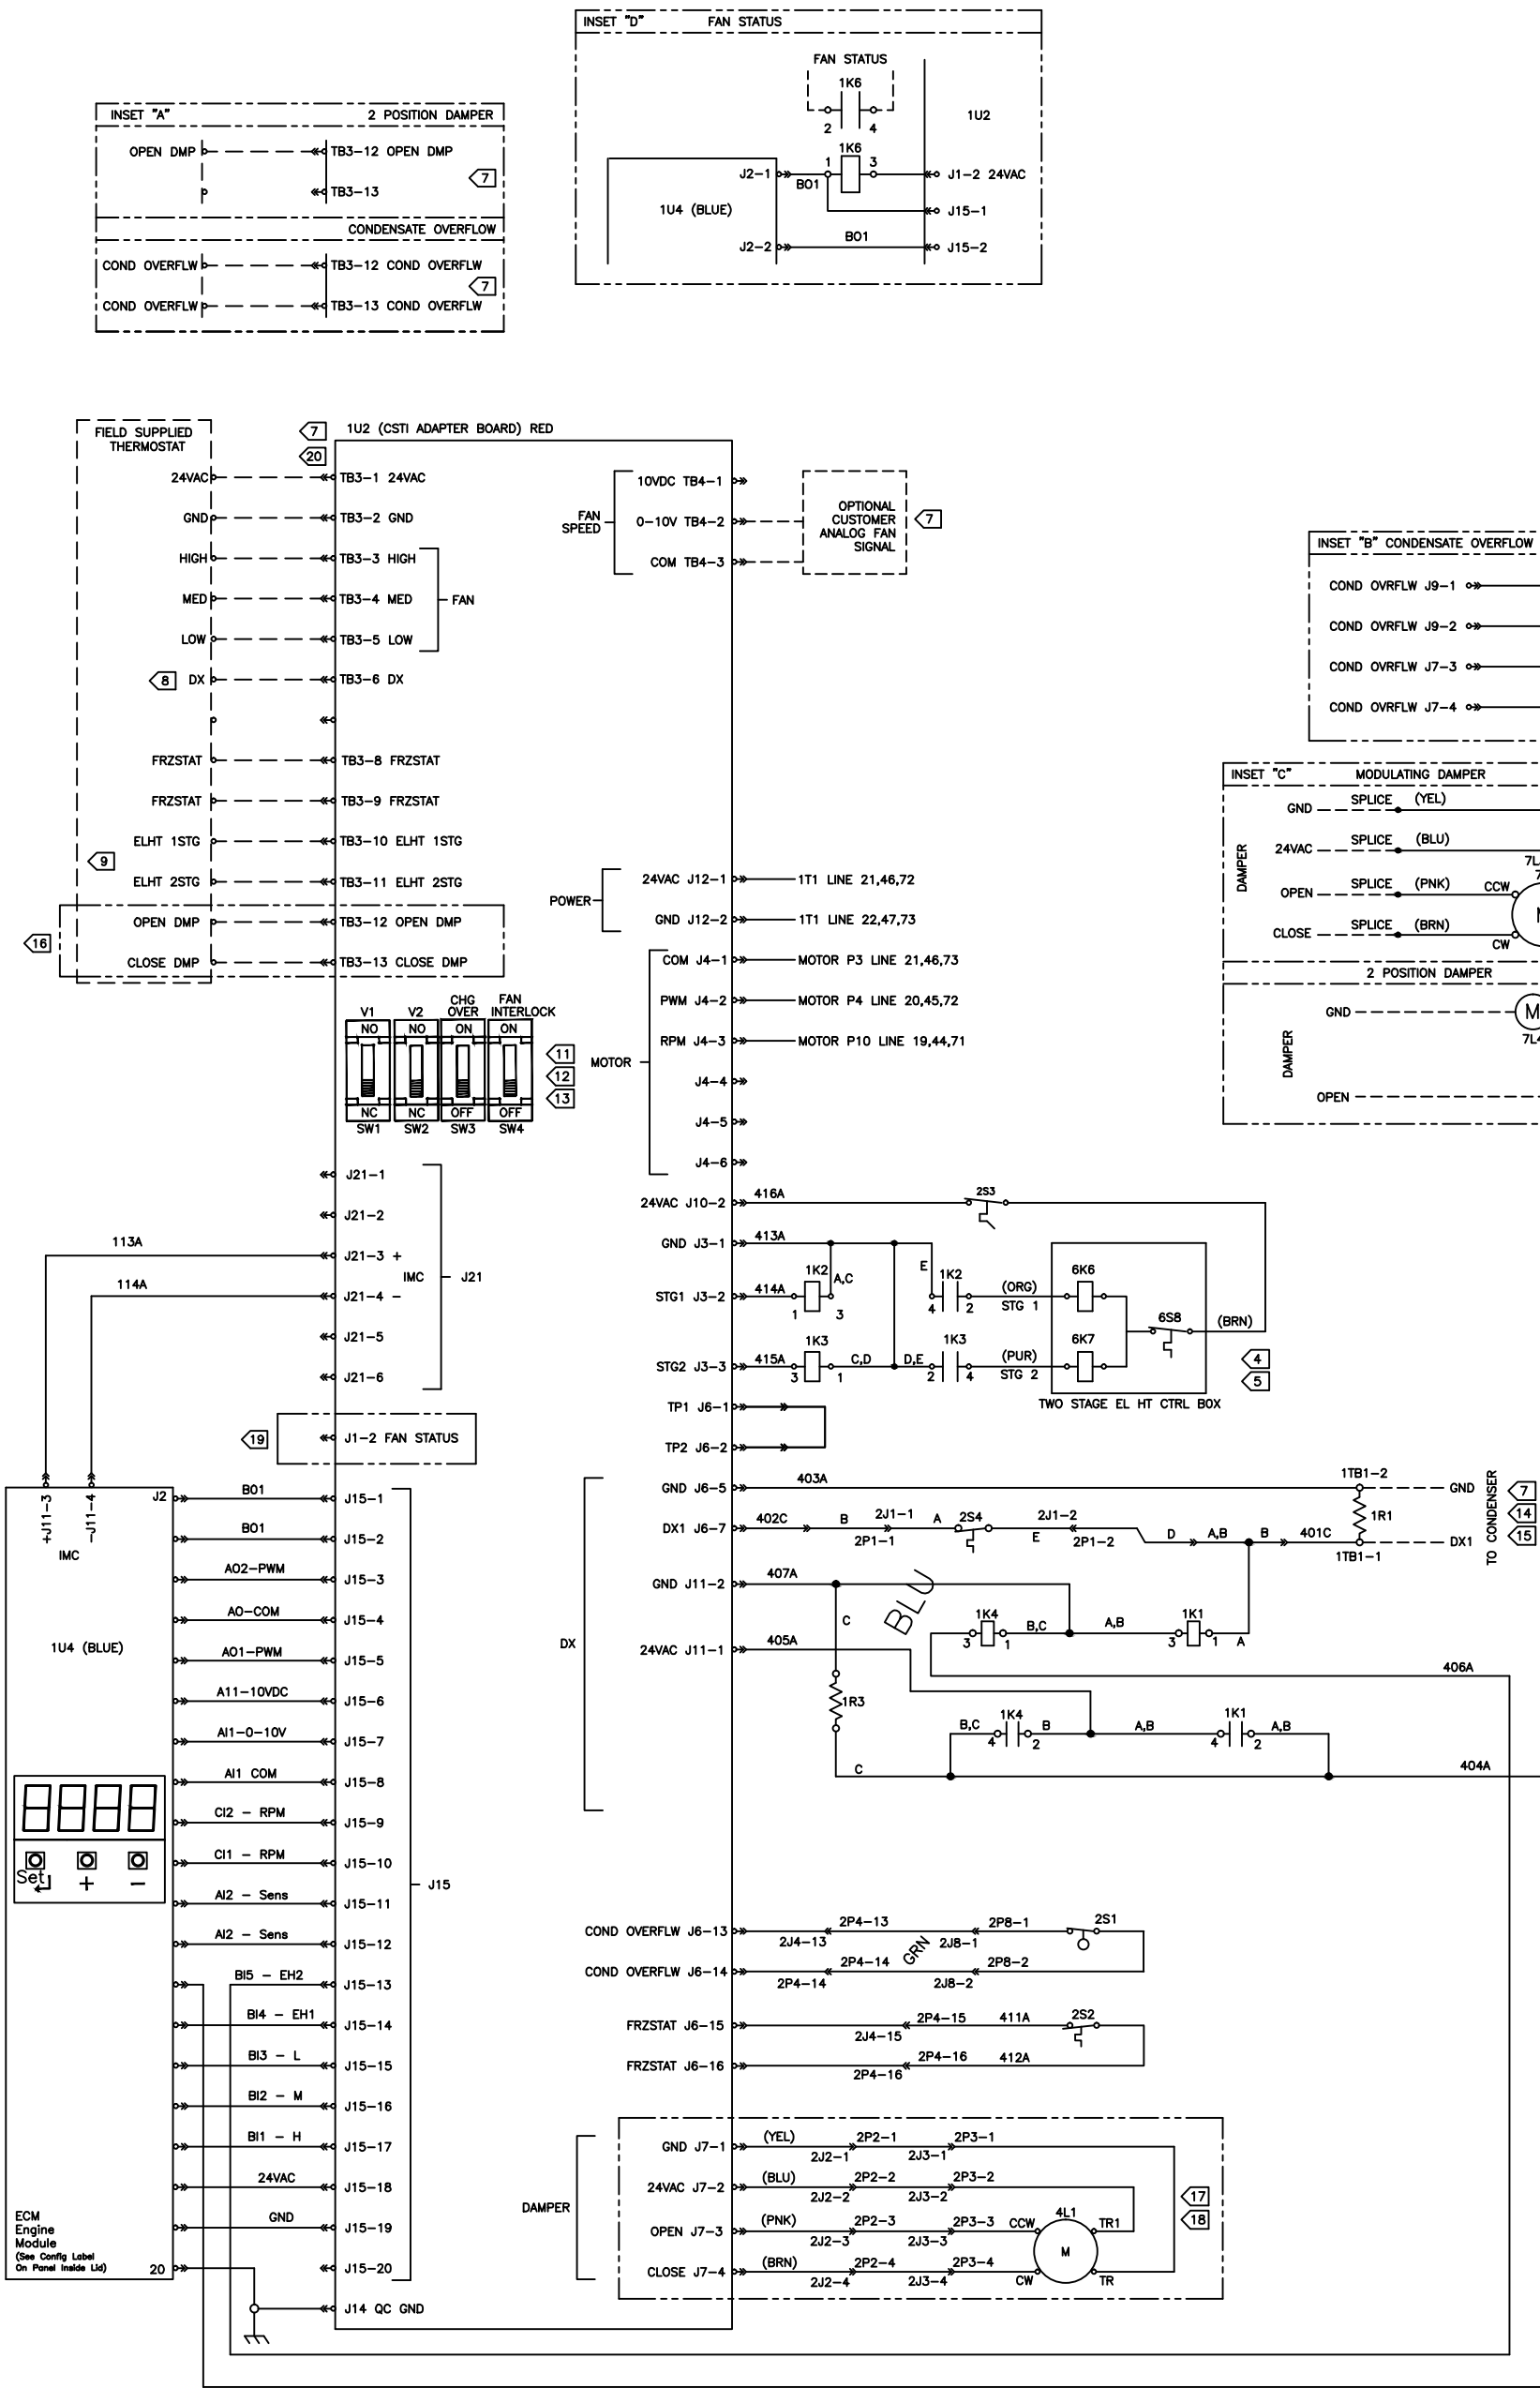 INSET "D" FAN STATUS
FAN STATUS
1K6
2 4
1U2
1K6
1 3
J2-1 BO1 J1-2 24VAC
1U4 (BLUE)
J15-1
J2-2 BO1 J15-2
INSET "A" 2 POSITION DAMPER
OPEN DMP TB3-12 OPEN DMP
TB3-13 7
CONDENSATE OVERFLOW
COND OVERFLW TB3-12 COND OVERFLW
7
COND OVERFLW TB3-13 COND OVERFLW
FIELD SUPPLIED
THERMOSTAT
7 1U2 (CSTI ADAPTER BOARD) RED
20
24VAC TB3-1 24VAC
GND TB3-2 GND
HIGH TB3-3 HIGH
MED TB3-4 MED FAN
LOW TB3-5 LOW
8 DX TB3-6 DX
FRZSTAT TB3-8 FRZSTAT
FRZSTAT TB3-9 FRZSTAT
ELHT 1STG TB3-10 ELHT 1STG
9
ELHT 2STG TB3-11 ELHT 2STG
OPEN DMP TB3-12 OPEN DMP
16
CLOSE DMP TB3-13 CLOSE DMP
FAN
SPEED
10VDC TB4-1
0-10V TB4-2
COM TB4-3
OPTIONAL
CUSTOMER
ANALOG FAN
SIGNAL
7
INSET "B" CONDENSATE OVERFLOW
COND OVRFLW J9-1
COND OVRFLW J9-2
COND OVRFLW J7-3
COND OVRFLW J7-4
INSET "C" MODULATING DAMPER
GND SPLICE (YEL)
24VAC SPLICE (BLU)
DAMPER
OPEN SPLICE (PNK) CCW
CLOSE SPLICE (BRN) CW
2 POSITION DAMPER
GND M
DAMPER
OPEN
POWER
24VAC J12-1 1T1 LINE 21,46,72
GND J12-2 1T1 LINE 22,47,73
COM J4-1 MOTOR P3 LINE 21,46,73
PWM J4-2 MOTOR P4 LINE 20,45,72
RPM J4-3 MOTOR P10 LINE 19,44,71
MOTOR
J4-4
J4-5
J4-6
V1 V2 CHG OVER FAN INTERLOCK
NO NO ON ON
NC NC OFF OFF
SW1 SW2 SW3 SW4
11
12
13
J21-1
J21-2
113A J21-3 +
IMC J21
114A J21-4 -
J21-5
J21-6
19 J1-2 FAN STATUS
24VAC J10-2 416A 2S3
GND J3-1 413A
1K2 A,C E 1K2 (ORG) 6K6
STG1 J3-2 414A
1 3 4 2 STG 1
6S8 (BRN)
1K3 C,D D,E 1K3 (PUR) 6K7
STG2 J3-3 415A
3 1 2 4 STG 2
4
5
TWO STAGE EL HT CTRL BOX
TP1 J6-1
TP2 J6-2
DX
GND J6-5 403A 1TB1-2 GND
1R1
DX1 J6-7 402C B 2J1-1 A 2S4 2J1-2
2P1-1 E 2P1-2
D A,B B 401C DX1
1TB1-1
TO CONDENSER
7
14
15
GND J11-2 407A
C BLU
1K4 B,C A,B 1K1
3 1 3 1 A
24VAC J11-1 405A
406A
1R3
B,C 1K4 B A,B 1K1 A,B
4 2 4 2
C 404A
+J11-3 -J11-4 J2
IMC
1U4 (BLUE)
BO1 J15-1
BO1 J15-2
AO2-PWM J15-3
AO-COM J15-4
AO1-PWM J15-5
A11-10VDC J15-6
AI1-0-10V J15-7
AI1 COM J15-8
CI2 - RPM J15-9
CI1 - RPM J15-10
J15
AI2 - Sens J15-11
AI2 - Sens J15-12
BI5 - EH2 J15-13
BI4 - EH1 J15-14
BI3 - L J15-15
BI2 - M J15-16
BI1 - H J15-17
24VAC J15-18
GND J15-19
20 J15-20
J14 QC GND
8888
Set + -
ECM
Engine
Module
(See Config Label
On Panel Inside Lid)
COND OVERFLW J6-13 2P4-13 2P8-1 2S1
2J4-13 GRN 2J8-1
COND OVERFLW J6-14 2P4-14 2P8-2
2P4-14 2J8-2
FRZSTAT J6-15 2P4-15 411A 2S2
2J4-15
FRZSTAT J6-16 2P4-16 412A
2P4-16
DAMPER
GND J7-1 (YEL) 2P2-1 2P3-1
2J2-1 2J3-1
24VAC J7-2 (BLU) 2P2-2 2P3-2
2J2-2 2J3-2
OPEN J7-3 (PNK) 2P2-3 2P3-3 CCW 4L1 TR1
2J2-3 2J3-3 M
CLOSE J7-4 (BRN) 2P2-4 2P3-4
2J2-4 2J3-4 CW TR
17
18